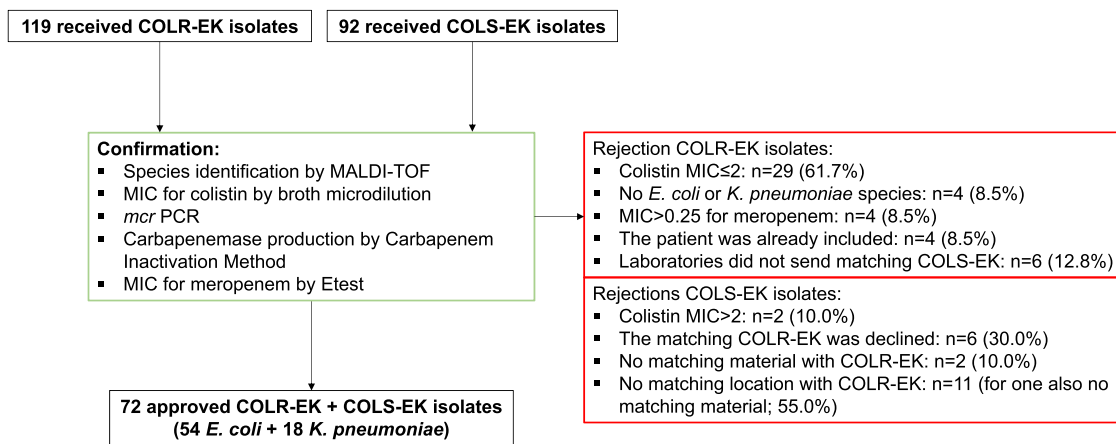 119 received COLR-EK isolates
92 received COLS-EK isolates
Confirmation:
▪ Species identification by MALDI-TOF
▪ MIC for colistin by broth microdilution
▪ mcr PCR
▪ Carbapenemase production by Carbapenem
Inactivation Method
▪ MIC for meropenem by Etest
Rejection COLR-EK isolates:
▪ Colistin MIC≤2: n=29 (61.7%)
▪ No E. coli or K. pneumoniae species: n=4 (8.5%)
▪ MIC>0.25 for meropenem: n=4 (8.5%)
▪ The patient was already included: n=4 (8.5%)
▪ Laboratories did not send matching COLS-EK: n=6 (12.8%)
Rejections COLS-EK isolates:
▪ Colistin MIC>2: n=2 (10.0%)
▪ The matching COLR-EK was declined: n=6 (30.0%)
▪ No matching material with COLR-EK: n=2 (10.0%)
▪ No matching location with COLR-EK: n=11 (for one also no
matching material; 55.0%)
72 approved COLR-EK + COLS-EK isolates
(54 E. coli + 18 K. pneumoniae)